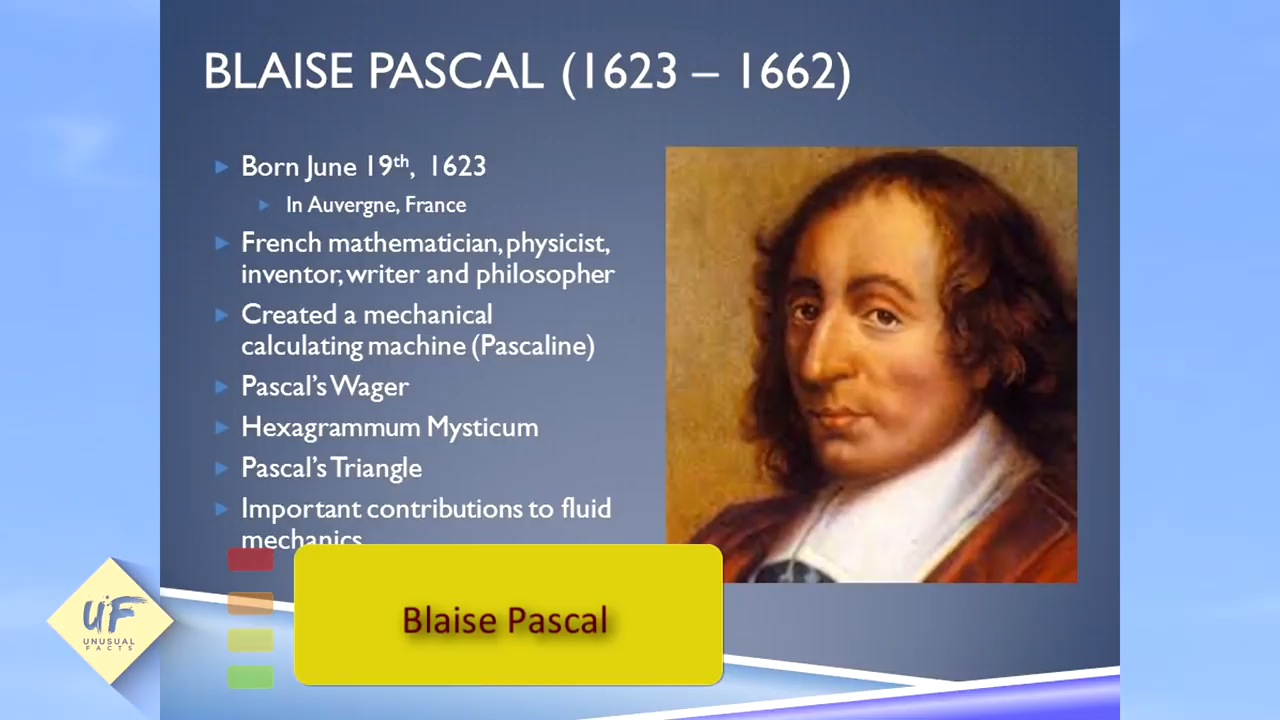 BLAISE PASCAL (1623 – 1662)
Born June 19th, 1623
In Auvergne, France
French mathematician, physicist,
inventor, writer and philosopher
Created a mechanical
calculating machine (Pascaline)
Pascal's Wager
Hexagrammum Mysticum
Pascal's Triangle
Important contributions to fluid
mechanics
Blaise Pascal
UF
UNUSUAL
FACTS